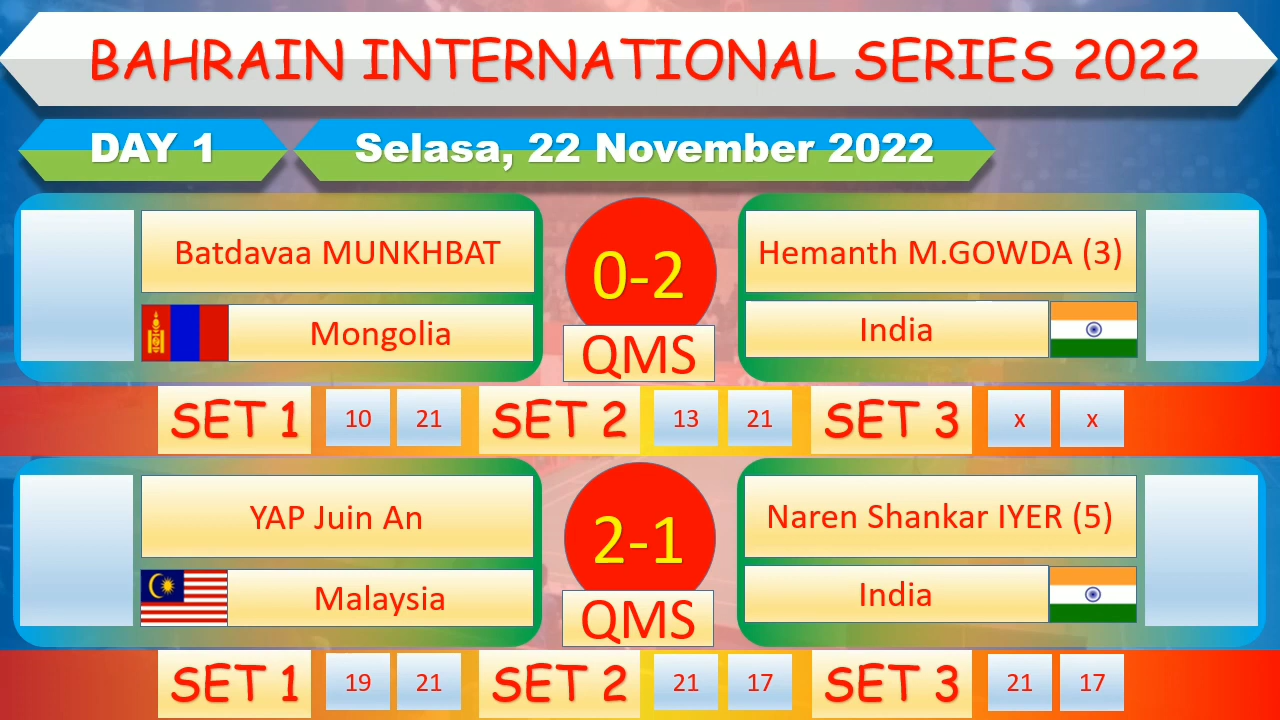 BAHRAIN INTERNATIONAL SERIES 2022
DAY 1
Selasa, 22 November 2022
Batdavaa MUNKHBAT
0-2
Hemanth M.GOWDA (3)
Mongolia
QMS
India
SET 1 10 21 SET 2 13 21 SET 3 x x
YAP Juin An
2-1
Naren Shankar IYER (5)
Malaysia
QMS
India
SET 1 19 21 SET 2 21 17 SET 3 21 17